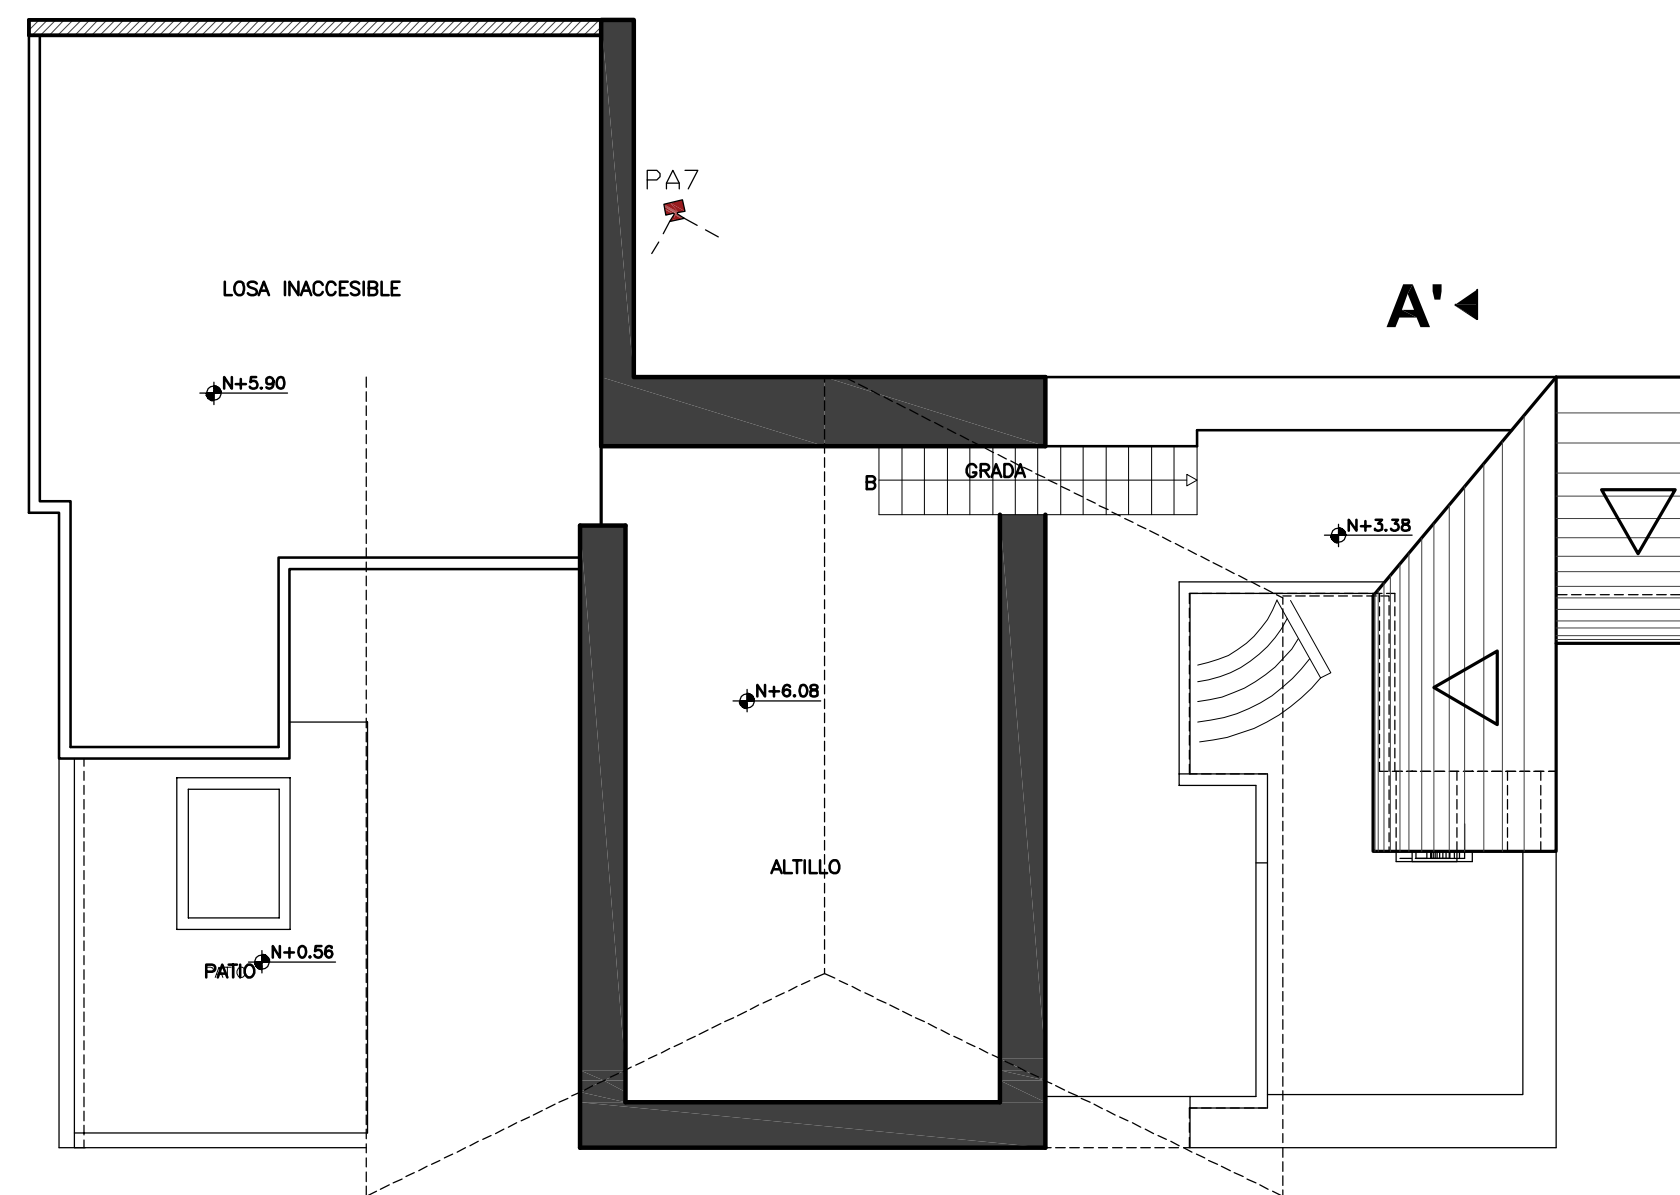 PA7
LOSA INACCESIBLE
A'
N+5.90
GRADA
B
N+3.38
N+6.08
ALTILLO
N+0.56
PATIO